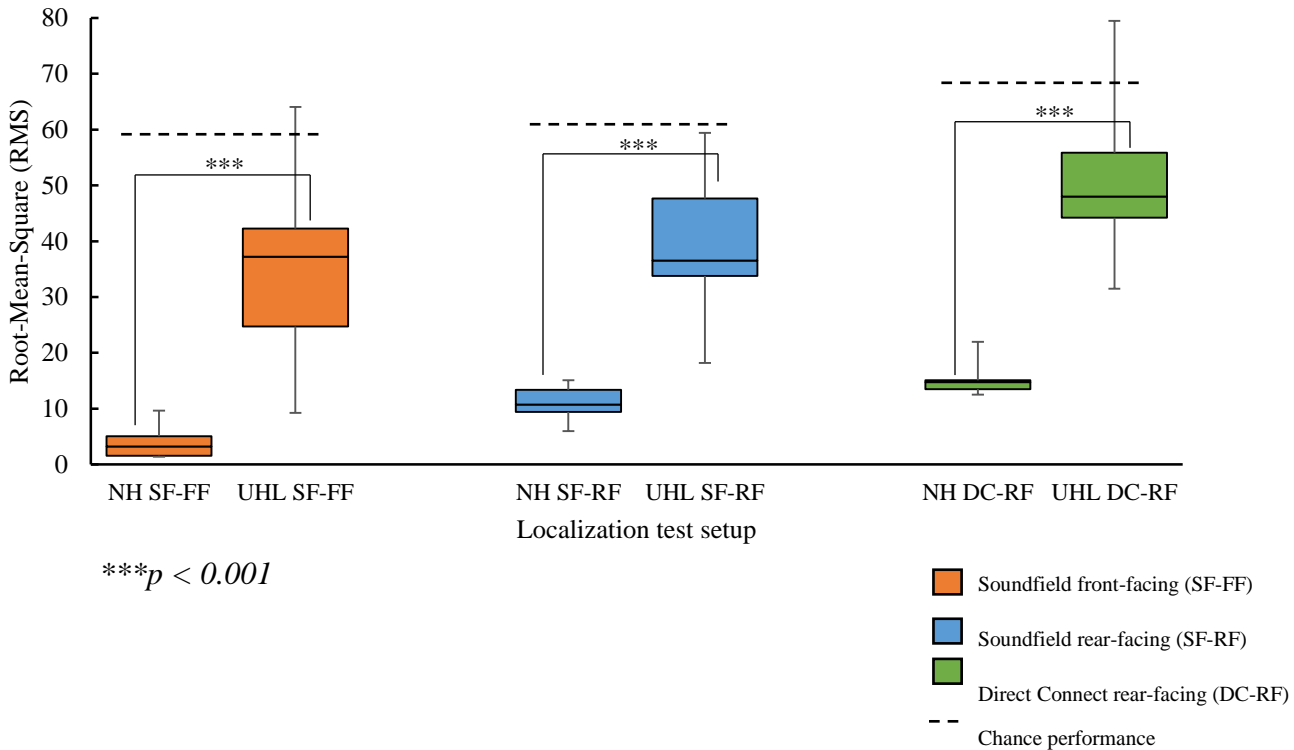 80
70
60
50
40
30
20
10
0
Root-Mean-Square (RMS)
***
***
***
NH SF-FF UHL SF-FF NH SF-RF UHL SF-RF NH DC-RF UHL DC-RF
Localization test setup
***p < 0.001
Soundfield front-facing (SF-FF)
Soundfield rear-facing (SF-RF)
Direct Connect rear-facing (DC-RF)
Chance performance